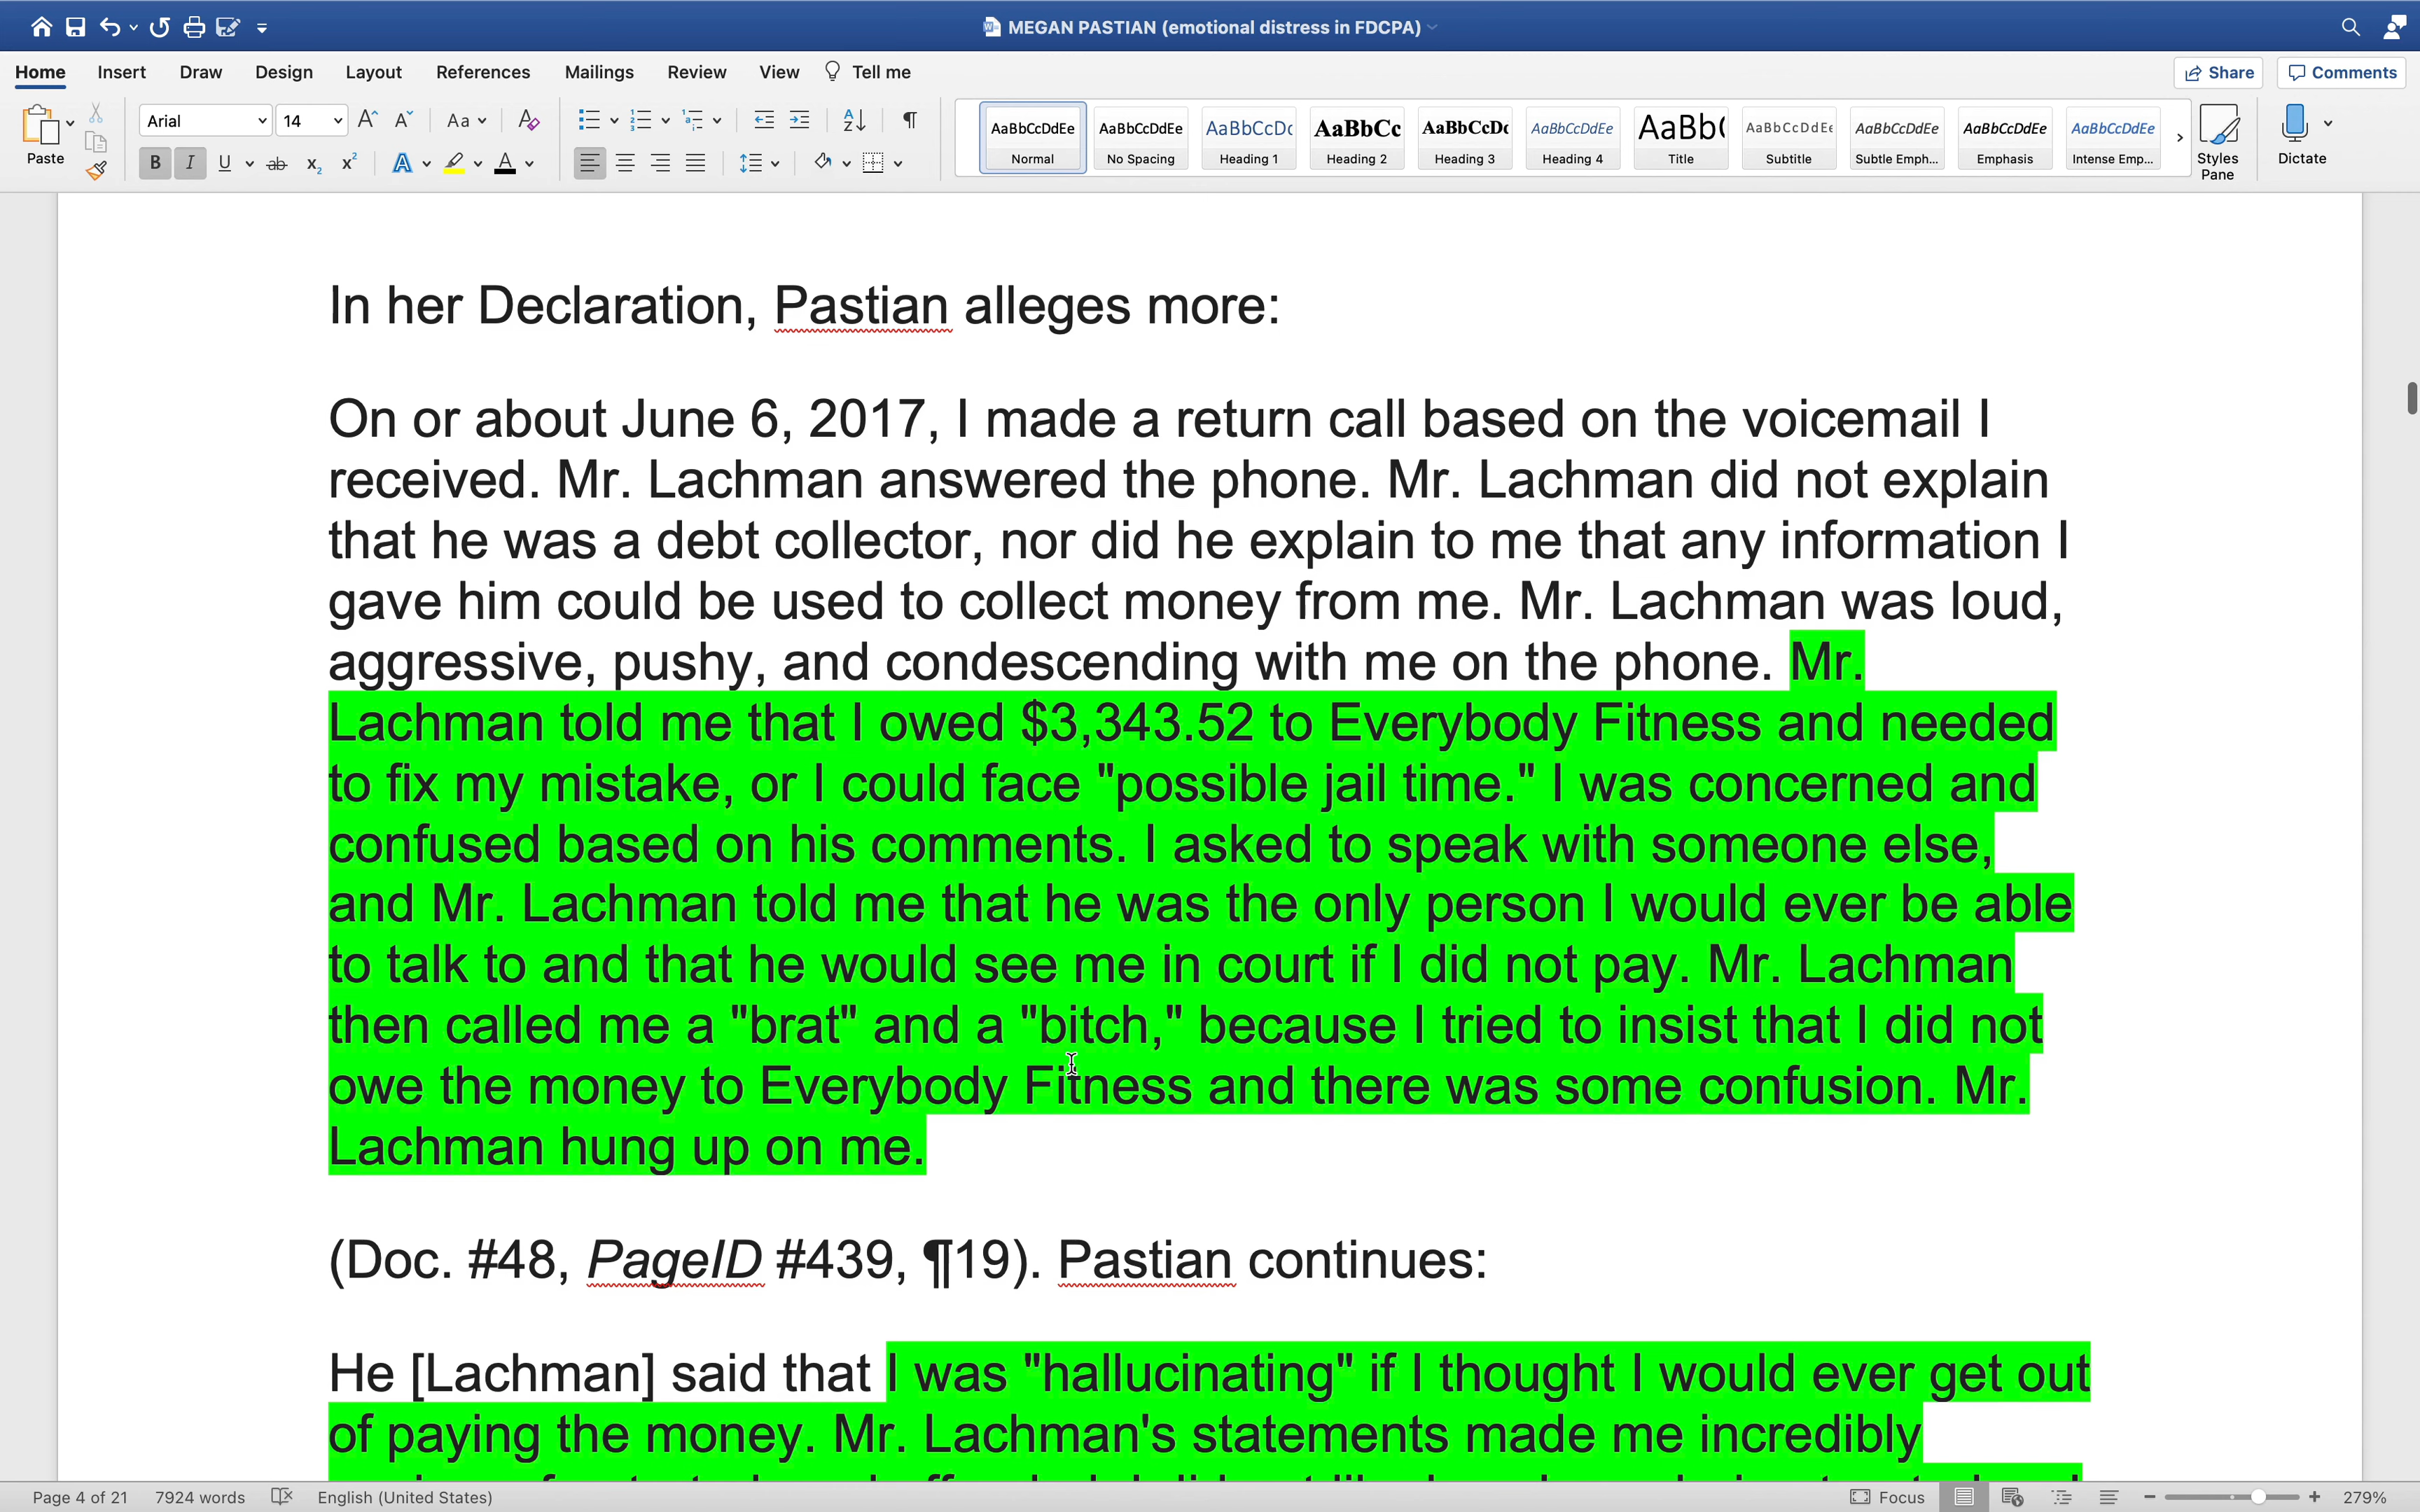 MEGAN PASTIAN (emotional distress in FDCPA)
Home Insert Draw Design Layout References Mailings Review View Tell me
Share Comments
Paste
Arial 14
AaBbCcDdEe Normal
AaBbCcDdEe No Spacing
AaBbCcDc Heading 1
AaBbCc Heading 2
AaBbCcDc Heading 3
AaBbCcDdEe Heading 4
AaBb( Title
AaBbCcDdEe Subtitle
AaBbCcDdEe Subtle Emph...
AaBbCcDdEe Emphasis
AaBbCcDdEe Intense Emp...
Styles
Pane
Dictate
In her Declaration, Pastian alleges more:
On or about June 6, 2017, I made a return call based on the voicemail I
received. Mr. Lachman answered the phone. Mr. Lachman did not explain
that he was a debt collector, nor did he explain to me that any information I
gave him could be used to collect money from me. Mr. Lachman was loud,
aggressive, pushy, and condescending with me on the phone. Mr.
Lachman told me that I owed $3,343.52 to Everybody Fitness and needed
to fix my mistake, or I could face "possible jail time." I was concerned and
confused based on his comments. I asked to speak with someone else,
and Mr. Lachman told me that he was the only person I would ever be able
to talk to and that he would see me in court if I did not pay. Mr. Lachman
then called me a "brat" and a "bitch," because I tried to insist that I did not
owe the money to Everybody Fitness and there was some confusion. Mr.
Lachman hung up on me.
(Doc. #48, PageID #439, ¶19). Pastian continues:
He [Lachman] said that I was "hallucinating" if I thought I would ever get out
of paying the money. Mr. Lachman's statements made me incredibly
Page 4 of 21 7924 words English (United States) Focus 279%